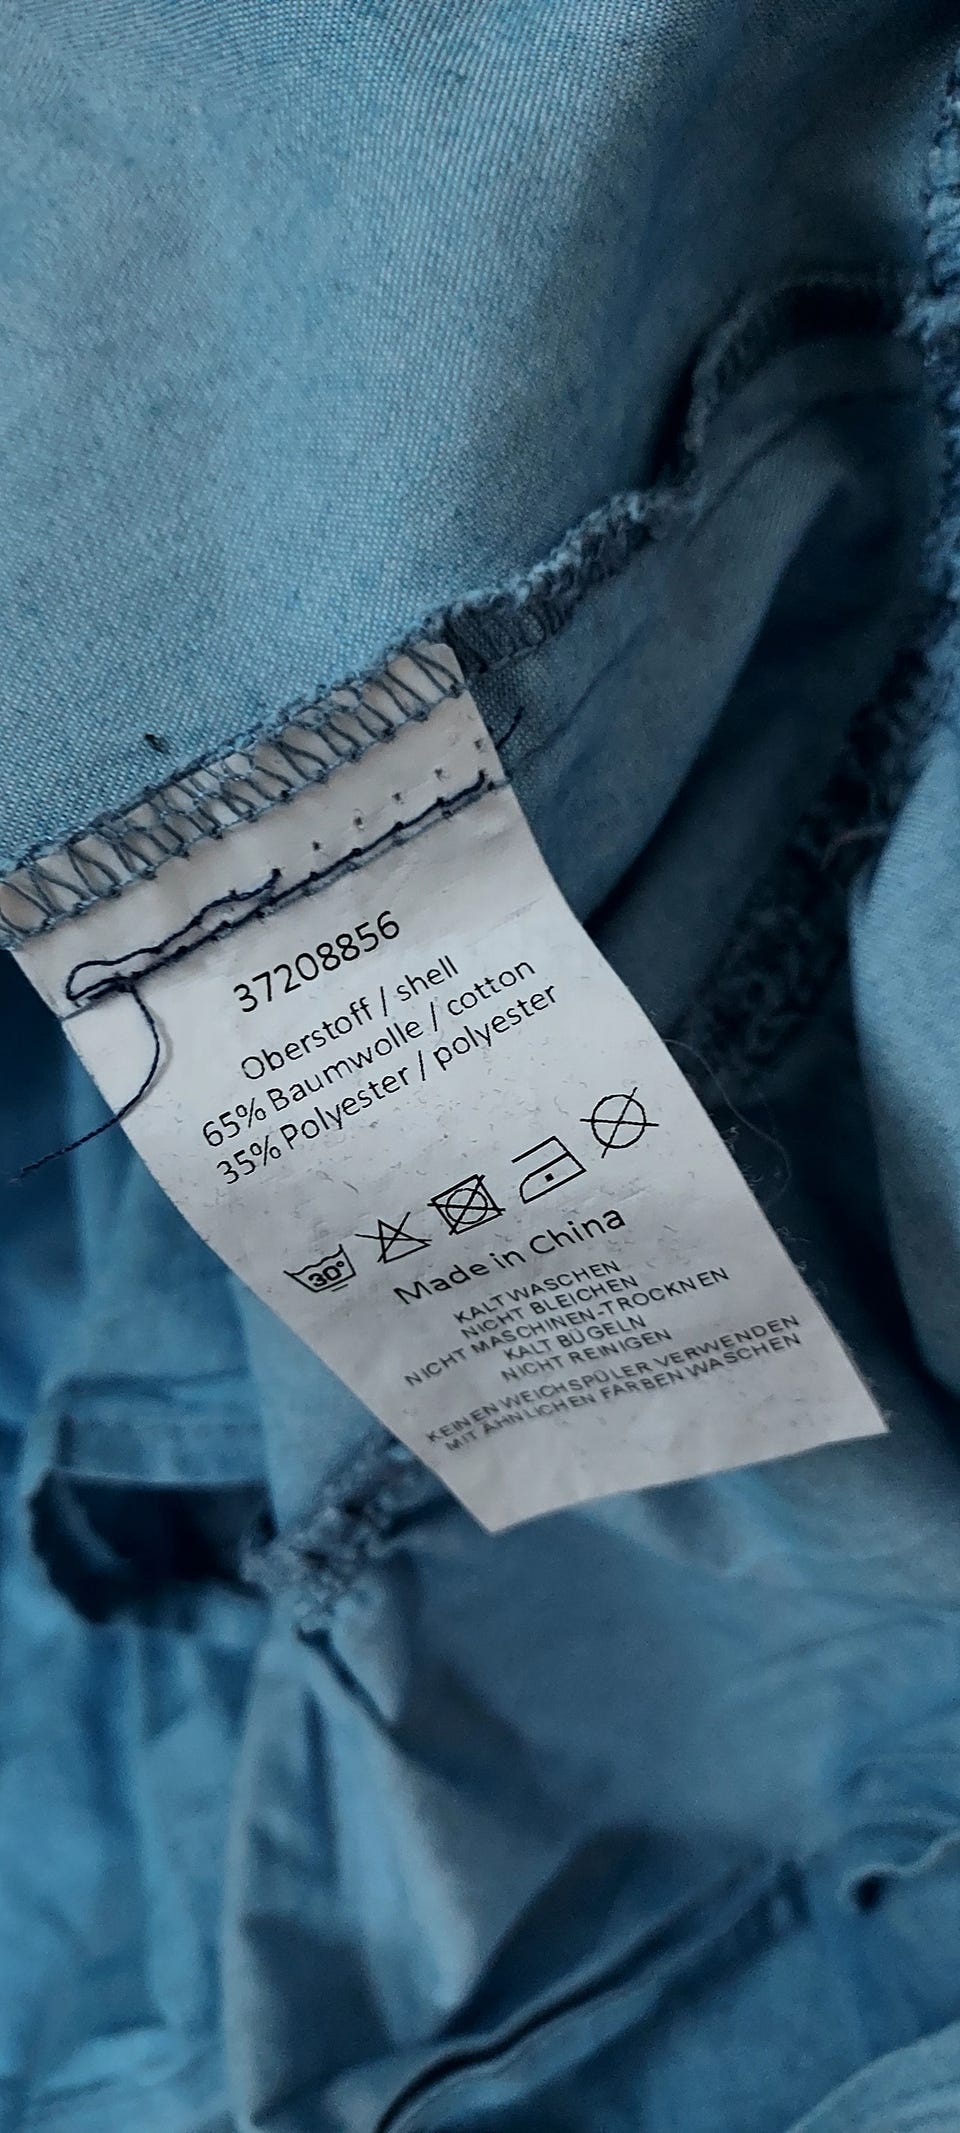 37208856
Oberstoff / shell
65% Baumwolle / cotton
35% Polyester / polyester
30°
Made in China
KALT WASCHEN
NICHT BLEICHEN
NICHT MASCHINEN-TROCKNEN
KALT BÜGELN
NICHT REINIGEN
KEINEN WEICHSPÜLER VERWENDEN
MIT ÄHNLICHEN FARBEN WASCHEN